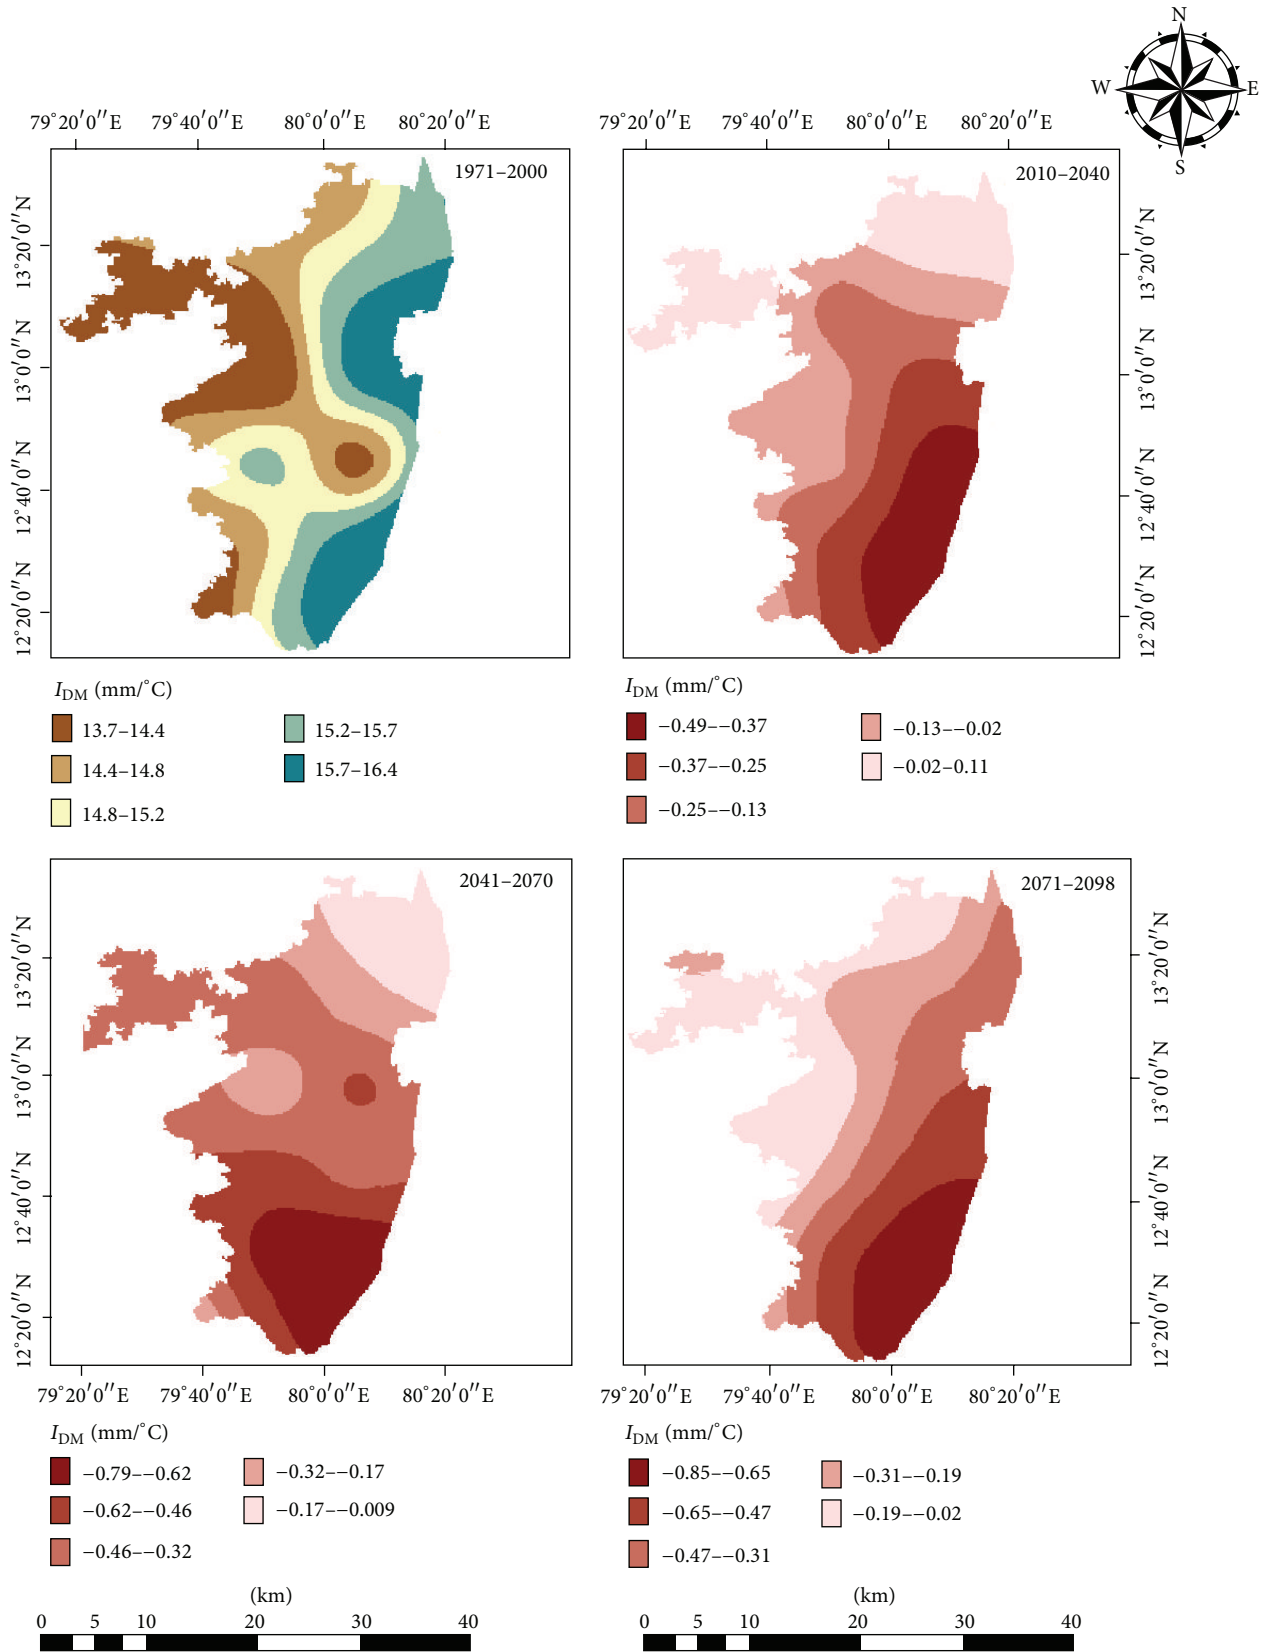 N
W E
S
79°20′0″E 79°40′0″E 80°0′0″E 80°20′0″E
79°20′0″E 79°40′0″E 80°0′0″E 80°20′0″E
1971–2000
2010–2040
13°20′0″N
13°0′0″N
12°40′0″N
12°20′0″N
13°20′0″N
13°0′0″N
12°40′0″N
12°20′0″N
I_DM (mm/°C)
13.7–14.4
14.4–14.8
14.8–15.2
15.2–15.7
15.7–16.4
I_DM (mm/°C)
−0.49–−0.37
−0.37–−0.25
−0.25–−0.13
−0.13–−0.02
−0.02–0.11
2041–2070
2071–2098
13°20′0″N
13°0′0″N
12°40′0″N
12°20′0″N
13°20′0″N
13°0′0″N
12°40′0″N
12°20′0″N
79°20′0″E 79°40′0″E 80°0′0″E 80°20′0″E
79°20′0″E 79°40′0″E 80°0′0″E 80°20′0″E
I_DM (mm/°C)
−0.79–−0.62
−0.62–−0.46
−0.46–−0.32
−0.32–−0.17
−0.17–−0.009
I_DM (mm/°C)
−0.85–−0.65
−0.65–−0.47
−0.47–−0.31
−0.31–−0.19
−0.19–−0.02
(km)
0 5 10 20 30 40
(km)
0 5 10 20 30 40